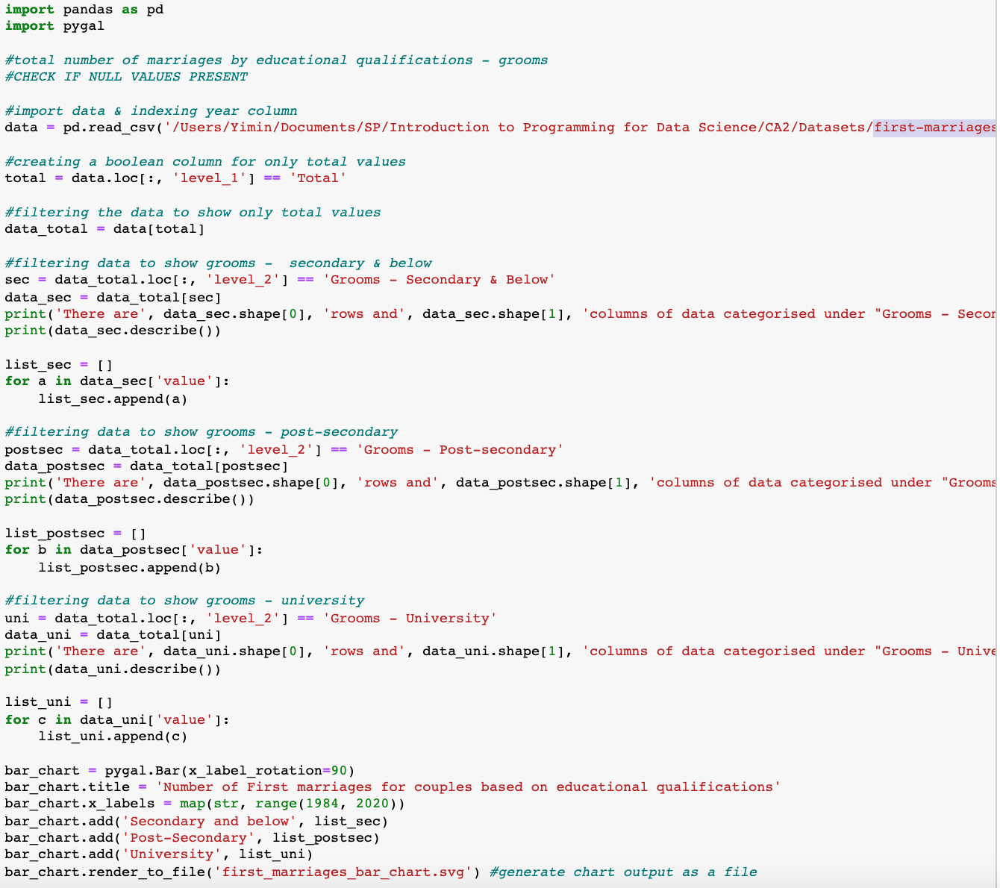 import pandas as pd
import pygal
#total number of marriages by educational qualifications - grooms
#CHECK IF NULL VALUES PRESENT
#import data & indexing year column
data = pd.read_csv('/Users/Yimin/Documents/SP/Introduction to Programming for Data Science/CA2/Datasets/first-marriages
#creating a boolean column for only total values
total = data.loc[:, 'level_1'] == 'Total'
#filtering the data to show only total values
data_total = data[total]
#filtering data to show grooms -  secondary & below
sec = data_total.loc[:, 'level_2'] == 'Grooms - Secondary & Below'
data_sec = data_total[sec]
print('There are', data_sec.shape[0], 'rows and', data_sec.shape[1], 'columns of data categorised under "Grooms - Secon
print(data_sec.describe())
list_sec = []
for a in data_sec['value']:
    list_sec.append(a)
#filtering data to show grooms - post-secondary
postsec = data_total.loc[:, 'level_2'] == 'Grooms - Post-secondary'
data_postsec = data_total[postsec]
print('There are', data_postsec.shape[0], 'rows and', data_postsec.shape[1], 'columns of data categorised under "Grooms
print(data_postsec.describe())
list_postsec = []
for b in data_postsec['value']:
    list_postsec.append(b)
#filtering data to show grooms - university
uni = data_total.loc[:, 'level_2'] == 'Grooms - University'
data_uni = data_total[uni]
print('There are', data_uni.shape[0], 'rows and', data_uni.shape[1], 'columns of data categorised under "Grooms - Unive
print(data_uni.describe())
list_uni = []
for c in data_uni['value']:
    list_uni.append(c)
bar_chart = pygal.Bar(x_label_rotation=90)
bar_chart.title = 'Number of First marriages for couples based on educational qualifications'
bar_chart.x_labels = map(str, range(1984, 2020))
bar_chart.add('Secondary and below', list_sec)
bar_chart.add('Post-Secondary', list_postsec)
bar_chart.add('University', list_uni)
bar_chart.render_to_file('first_marriages_bar_chart.svg') #generate chart output as a file